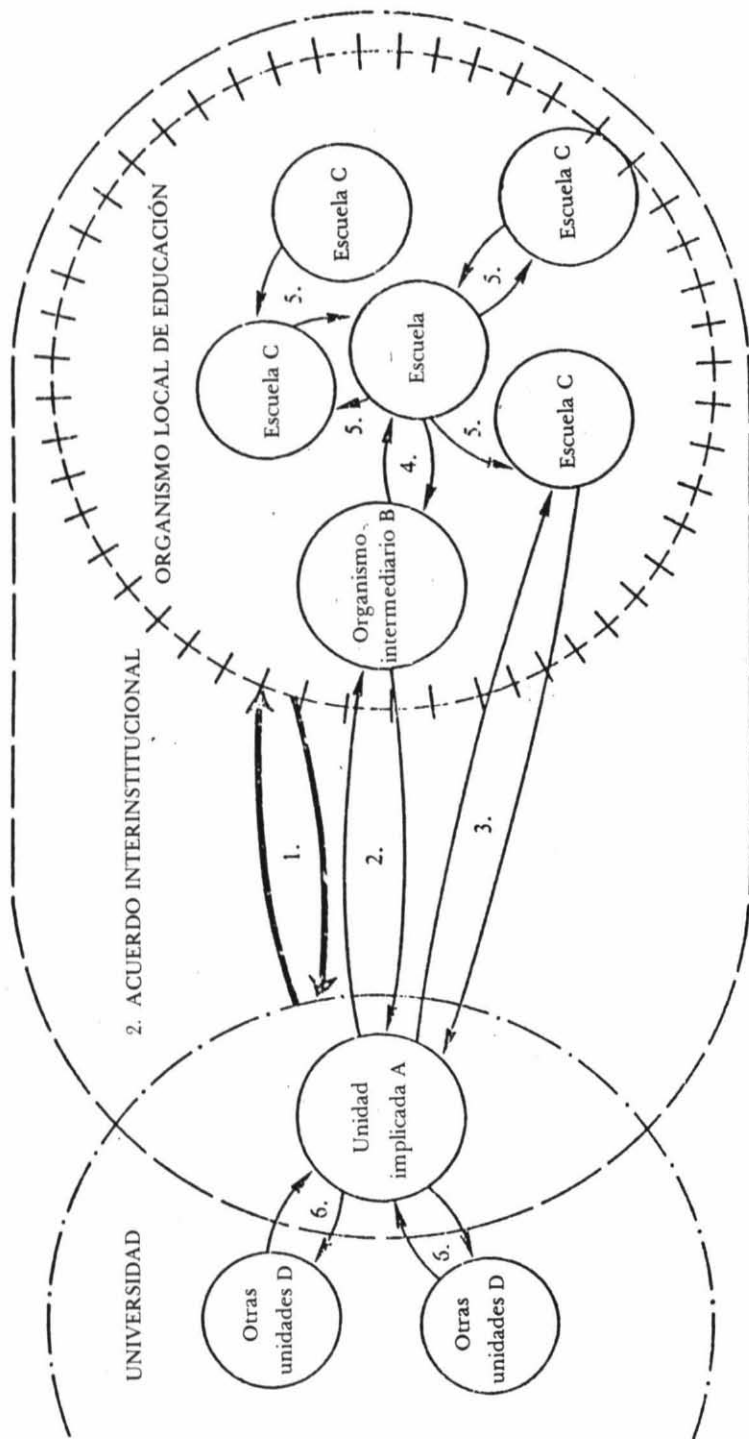 UNIVERSIDAD
2. ACUERDO INTERINSTITUCIONAL
ORGANISMO LOCAL DE EDUCACIÓN
Otras
unidades D
6.
Otras
unidades D
6.
Unidad
implicada A
1.
2.
3.
Organismo
intermediario B
4.
Escuela
5.
Escuela C
5.
Escuela C
5.
Escuela C
5.
Escuela C